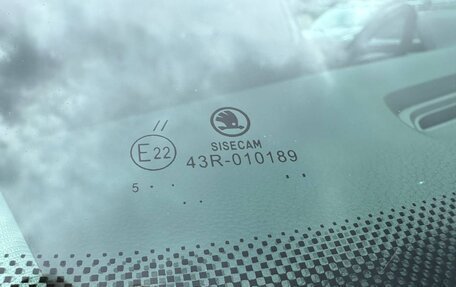 //
SISECAM
E22 43R-010189
5 .. .. ..